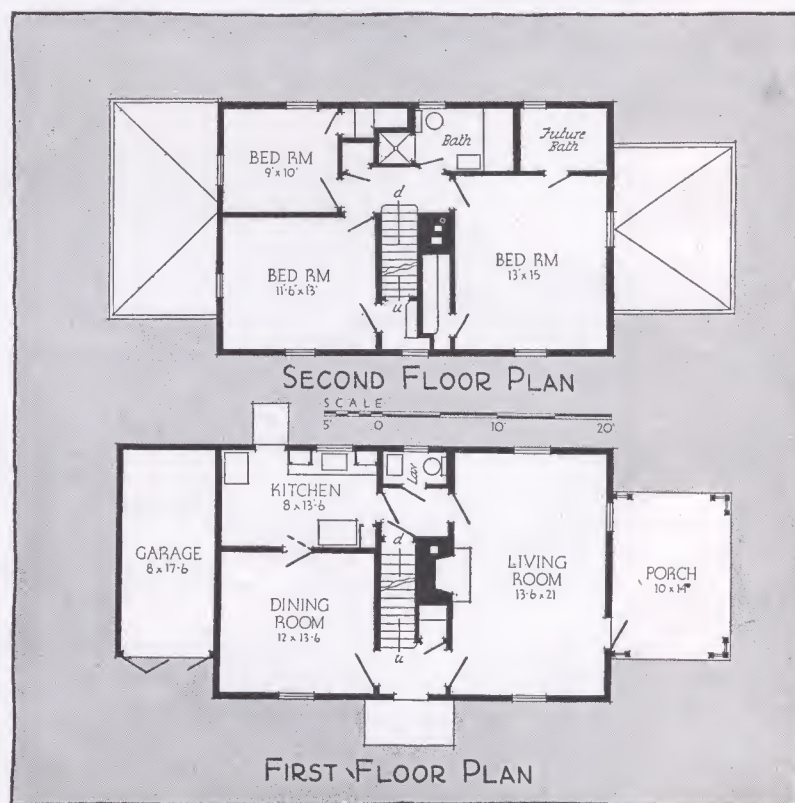 BED RM
9' x 10'
Bath
Future
Bath
d
BED RM
11'-6" x 13'
BED RM
13' x 15
u
SECOND FLOOR PLAN
SCALE
5' 0 10' 20'
KITCHEN
8 x 13-6
Lav
GARAGE
8 x 17-6
d
LIVING
ROOM
13-6 x 21
PORCH
10 x 14
DINING
ROOM
12 x 13-6
u
FIRST FLOOR PLAN